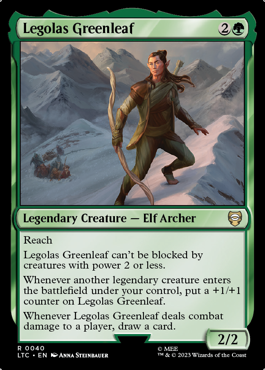 Legolas Greenleaf 2
Legendary Creature — Elf Archer
Reach
Legolas Greenleaf can't be blocked by
creatures with power 2 or less.
Whenever another legendary creature enters
the battlefield under your control, put a +1/+1
counter on Legolas Greenleaf.
Whenever Legolas Greenleaf deals combat
damage to a player, draw a card.
2/2
R 0040 © MEE
LTC • EN Anna Steinbauer ™ & © 2023 Wizards of the Coast